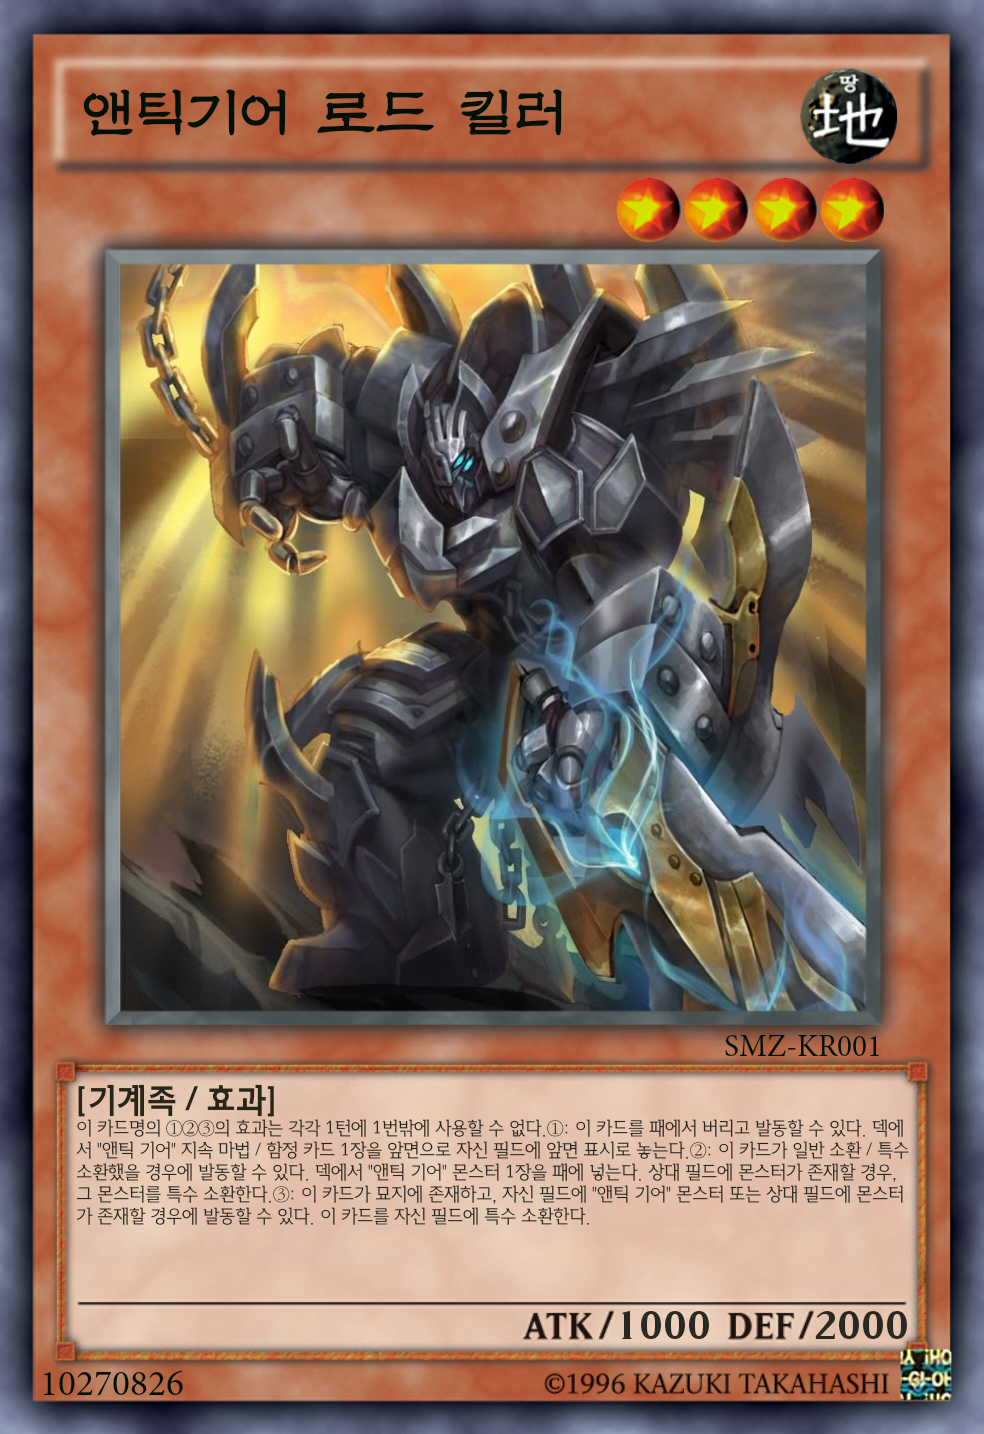 앤틱기어 로드 킬러
땅
地
SMZ-KR001
[기계족 / 효과]
이 카드명의 ①②③의 효과는 각각 1턴에 1번밖에 사용할 수 없다.①: 이 카드를 패에서 버리고 발동할 수 있다. 덱에
서 "앤틱 기어" 지속 마법 / 함정 카드 1장을 앞면으로 자신 필드에 앞면 표시로 놓는다.②: 이 카드가 일반 소환 / 특수
소환했을 경우에 발동할 수 있다. 덱에서 "앤틱 기어" 몬스터 1장을 패에 넣는다. 상대 필드에 몬스터가 존재할 경우,
그 몬스터를 특수 소환한다.③: 이 카드가 묘지에 존재하고, 자신 필드에 "앤틱 기어" 몬스터 또는 상대 필드에 몬스터
가 존재할 경우에 발동할 수 있다. 이 카드를 자신 필드에 특수 소환한다.
ATK/1000 DEF/2000
10270826
©1996 KAZUKI TAKAHASHI